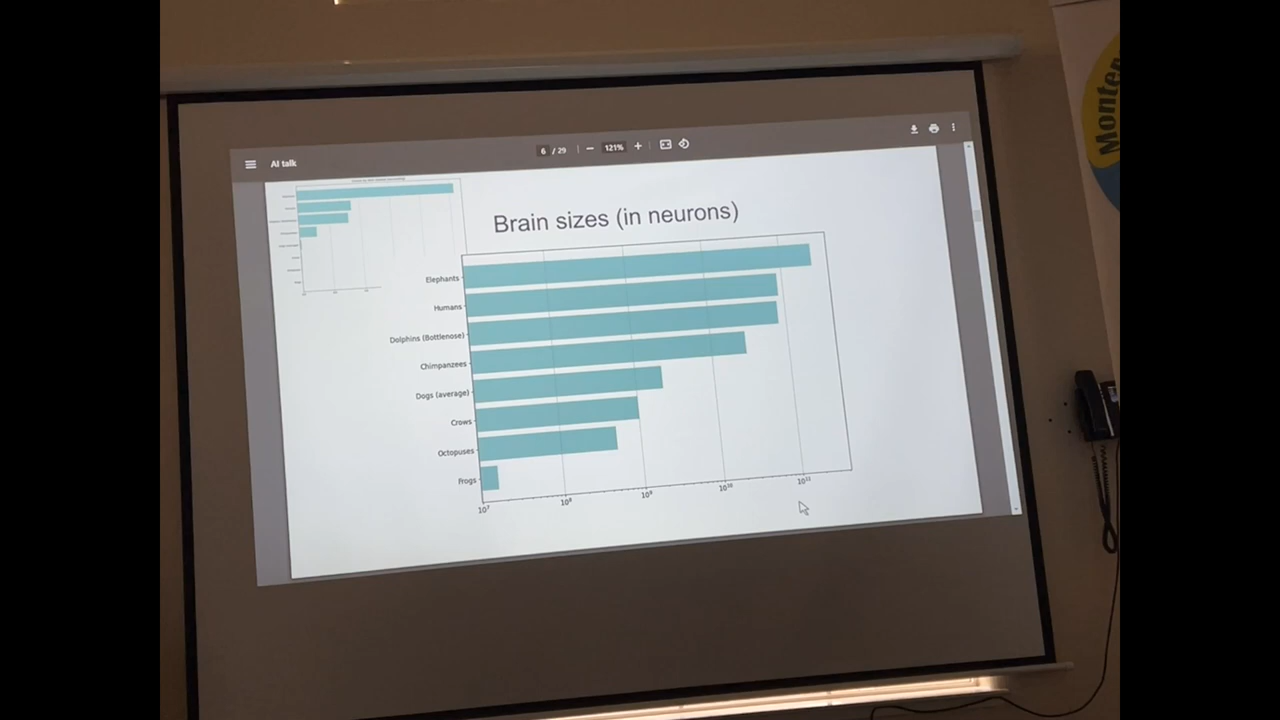 AI talk
6 / 29
121%
Brain sizes (in neurons)
Elephants
Humans
Dolphins (Bottlenose)
Chimpanzees
Dogs (average)
Crows
Octopuses
Frogs
10⁷ 10⁸ 10⁹ 10¹⁰ 10¹¹